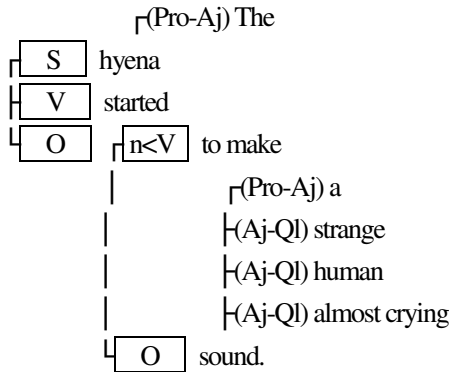 (Pro-Aj) The
S hyena
V started
O n<V to make
(Pro-Aj) a
(Aj-Ql) strange
(Aj-Ql) human
(Aj-Ql) almost crying
O sound.